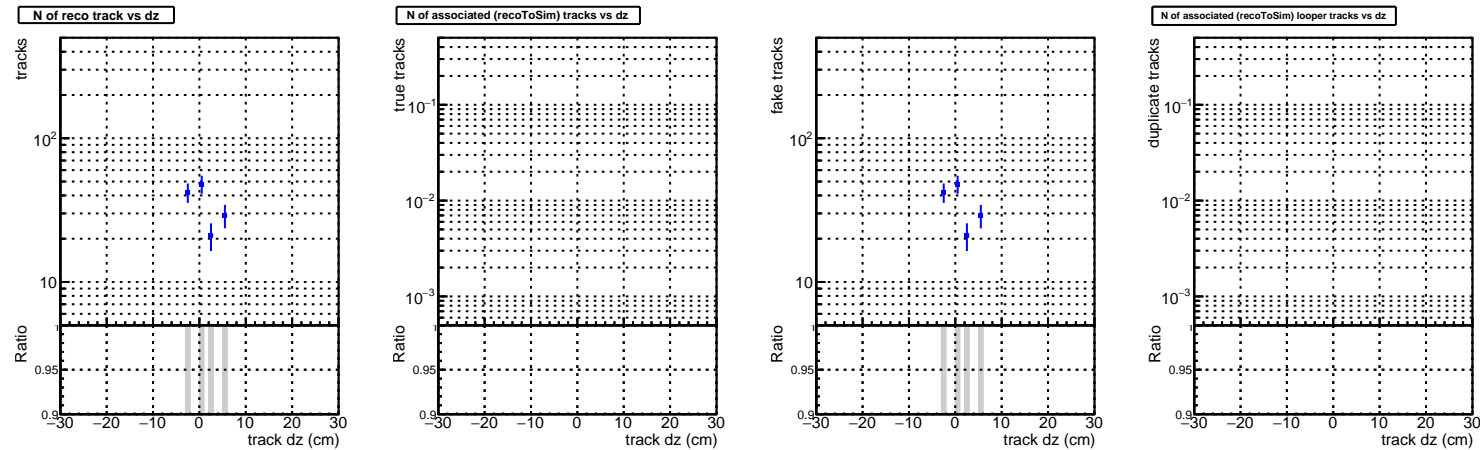 N of reco track vs dz
tracks
10²
10
Ratio
1
0.95
0.9
−30 −20 −10 0 10 20 30
track dz (cm)
N of associated (recoToSim) tracks vs dz
true tracks
10⁻¹
10⁻²
10⁻³
Ratio
1
0.95
0.9
−30 −20 −10 0 10 20 30
track dz (cm)
fake tracks
10²
10
Ratio
1
0.95
0.9
−30 −20 −10 0 10 20 30
track dz (cm)
N of associated (recoToSim) looper tracks vs dz
duplicate tracks
10⁻¹
10⁻²
10⁻³
Ratio
1
0.95
0.9
−30 −20 −10 0 10 20 30
track dz (cm)